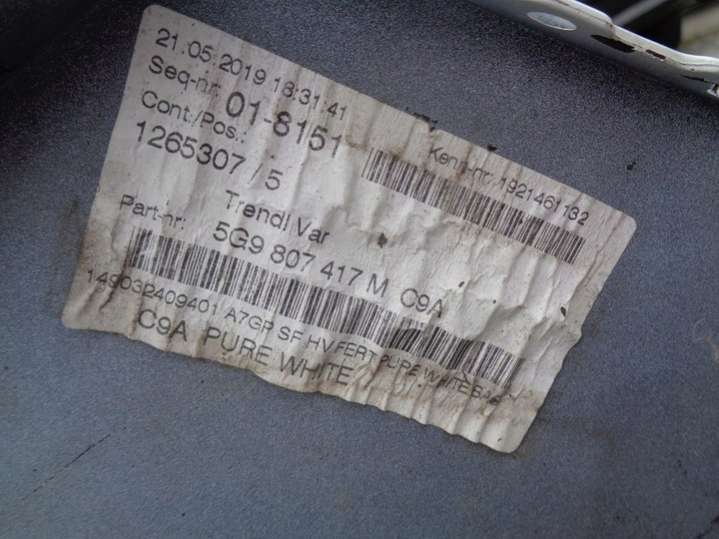 21.05.2019 18:31:41
Seq-nr: 01-8151
Kenn-nr: 1921461132
Cont./Pos.:
1265307 / 5
Trendl Var
Part-nr: 5G9 807 417 M C9A
149032409401 A7GP SF HV FERT PURE WHITE
C9A PURE WHITE